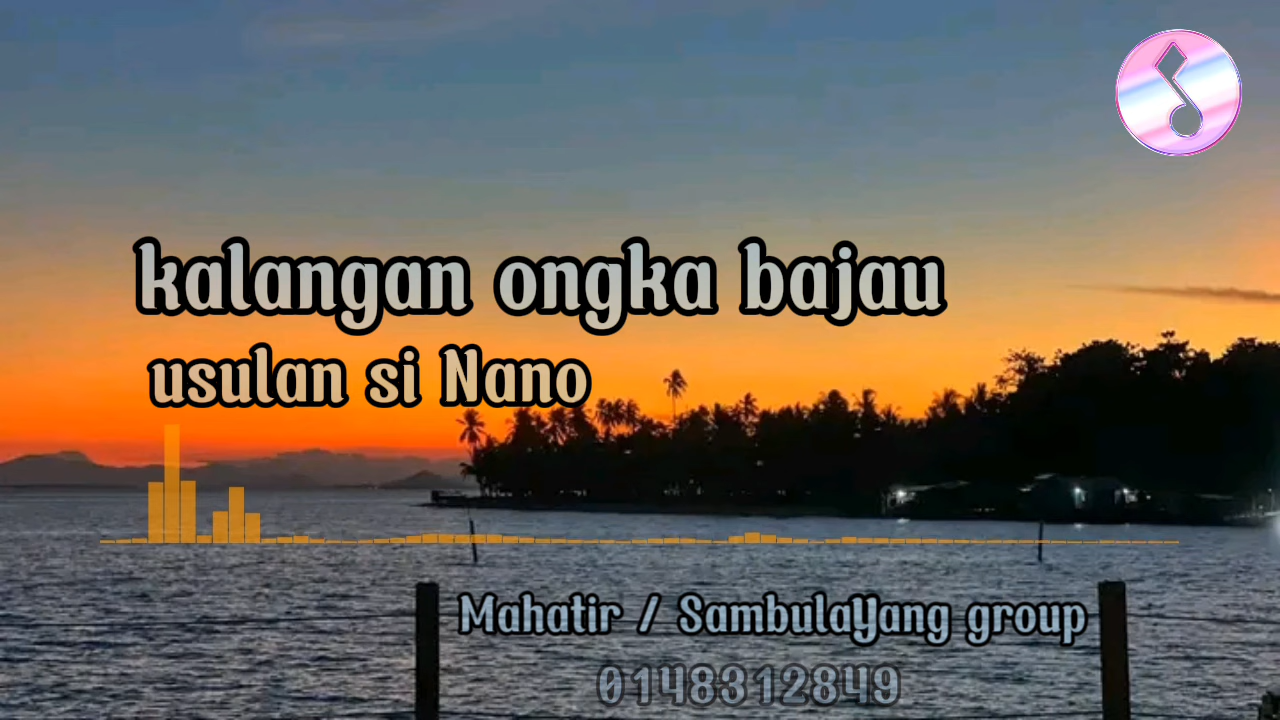 kalangan ongka bajau
usulan si Nano
Mahatir / SambulaYang group
0148312849